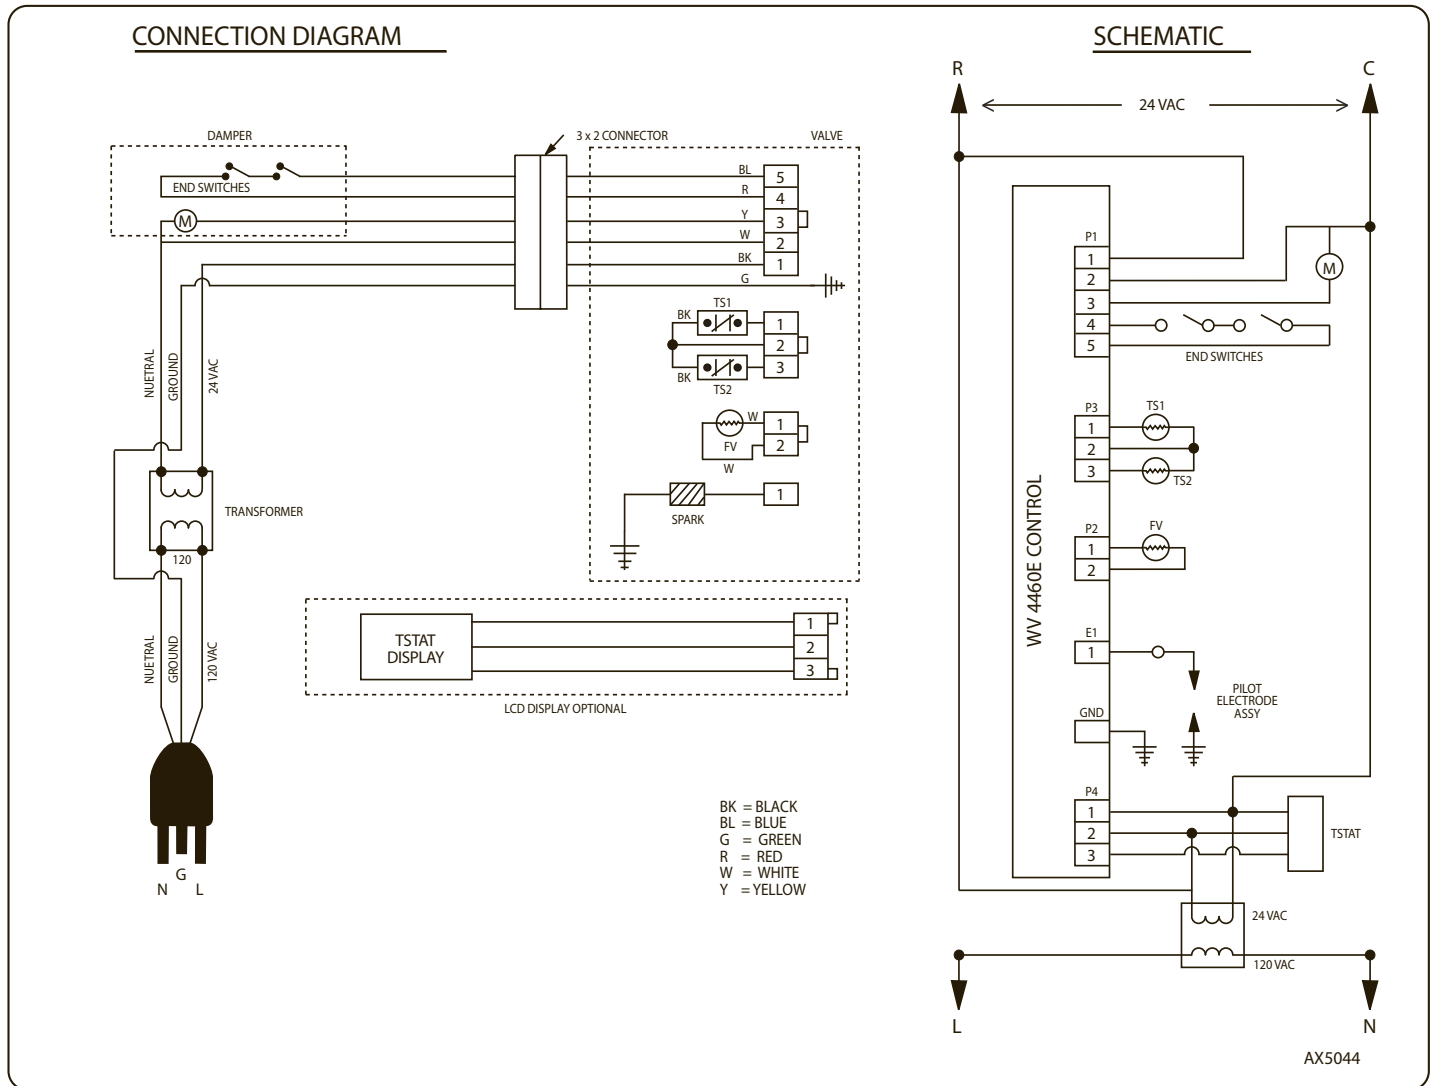 CONNECTION DIAGRAM
DAMPER
END SWITCHES
M
3 x 2 CONNECTOR
VALVE
BL
5
R
4
Y
3
W
2
BK
1
G
TS1
BK
1
2
3
BK
TS2
W
1
FV
2
W
1
SPARK
NUETRAL
GROUND
24 VAC
TRANSFORMER
120
NUETRAL
GROUND
120 VAC
TSTAT
DISPLAY
1
2
3
LCD DISPLAY OPTIONAL
N
G
L
BK = BLACK
BL = BLUE
G = GREEN
R = RED
W = WHITE
Y = YELLOW
SCHEMATIC
R
C
24 VAC
WV 4460E CONTROL
P1
1
2
3
4
5
M
END SWITCHES
P3
1
2
3
TS1
TS2
P2
1
2
FV
E1
1
PILOT
ELECTRODE
ASSY
GND
P4
1
2
3
TSTAT
24 VAC
120 VAC
L
N
AX5044